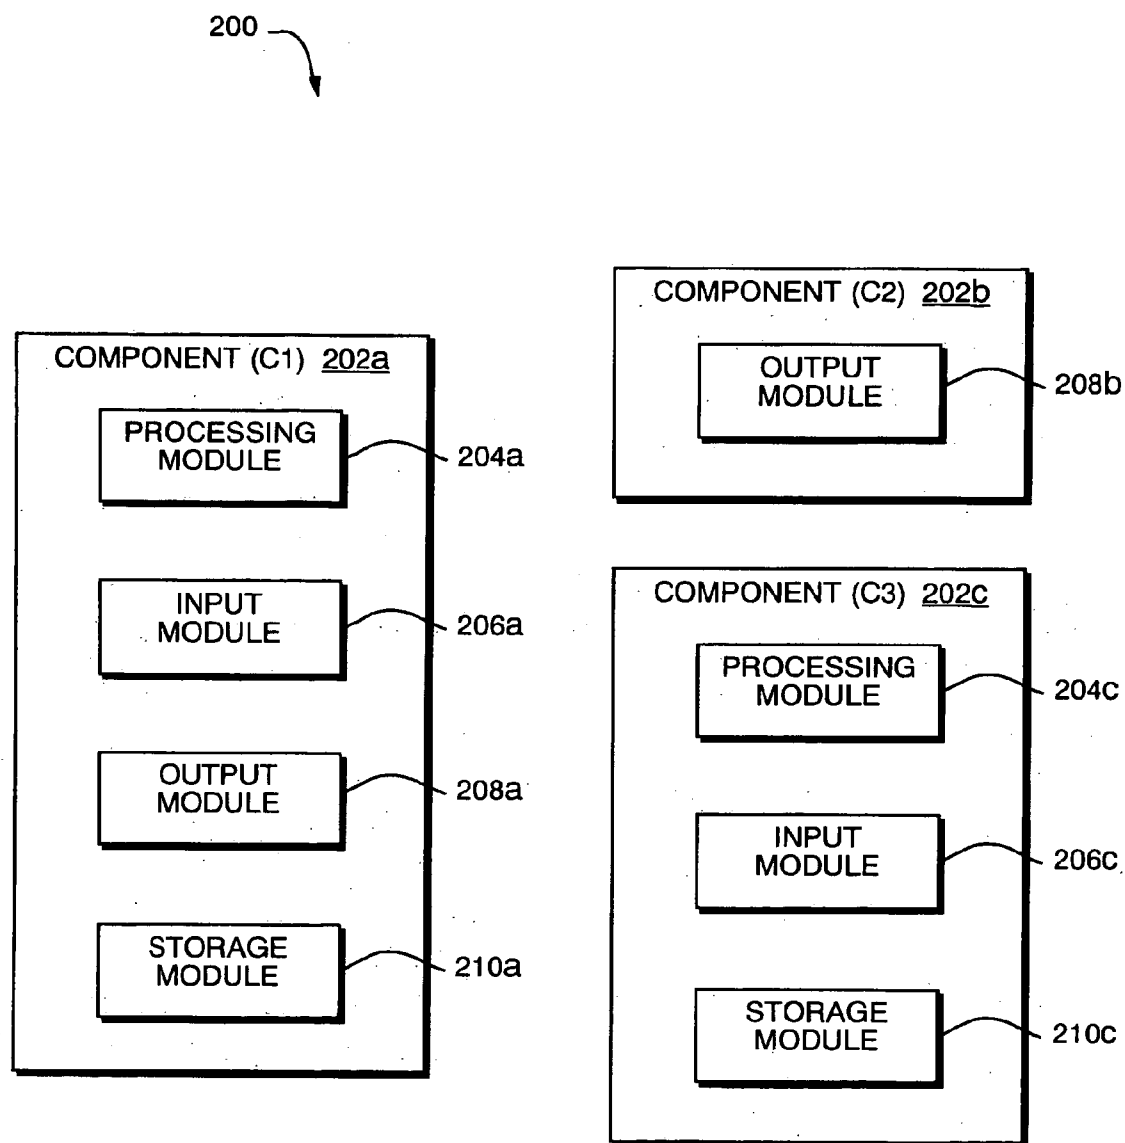 200
COMPONENT (C1) 202a
PROCESSING
MODULE
204a
INPUT
MODULE
206a
OUTPUT
MODULE
208a
STORAGE
MODULE
210a
COMPONENT (C2) 202b
OUTPUT
MODULE
208b
COMPONENT (C3) 202c
PROCESSING
MODULE
204c
INPUT
MODULE
206c
STORAGE
MODULE
210c